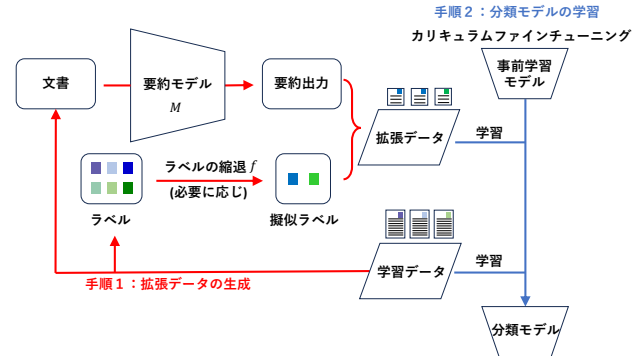 手順２：分類モデルの学習
カリキュラムファインチューニング
文書
要約モデル
M
要約出力
事前学習
モデル
拡張データ
学習
ラベルの縮退 f
(必要に応じ)
ラベル
擬似ラベル
学習データ
学習
手順１：拡張データの生成
分類モデル